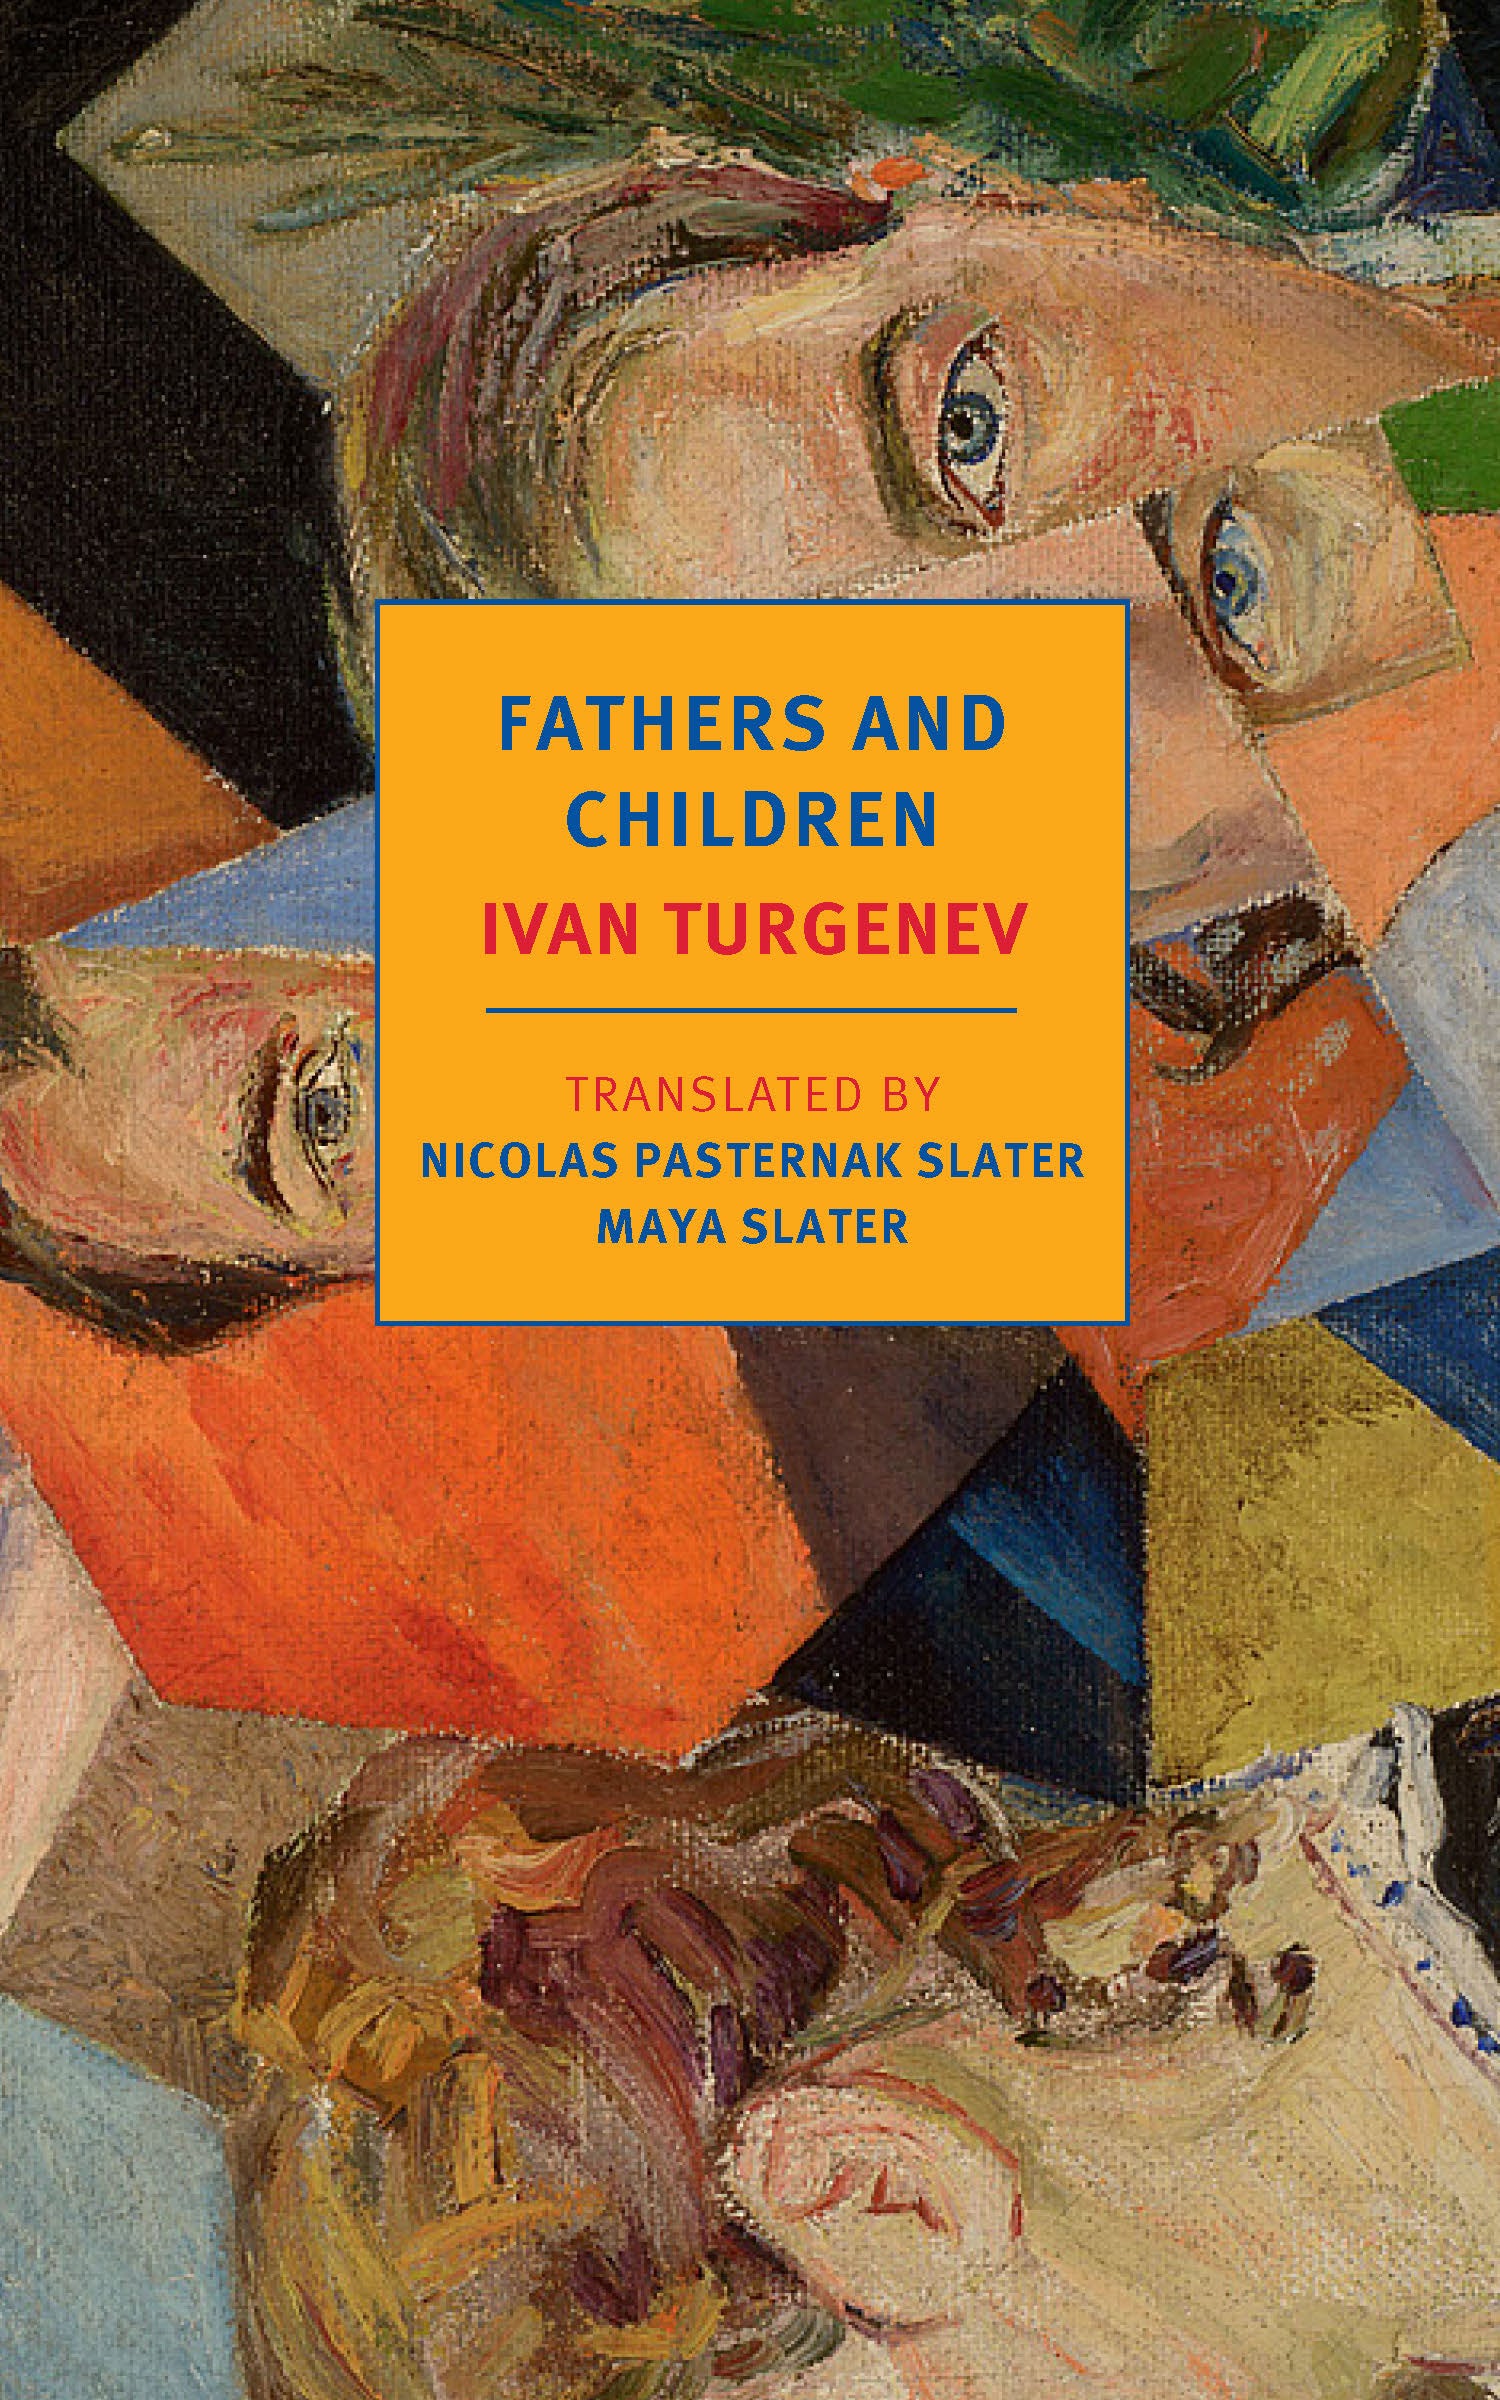 FATHERS AND
CHILDREN
IVAN TURGENEV
TRANSLATED BY
NICOLAS PASTERNAK SLATER
MAYA SLATER